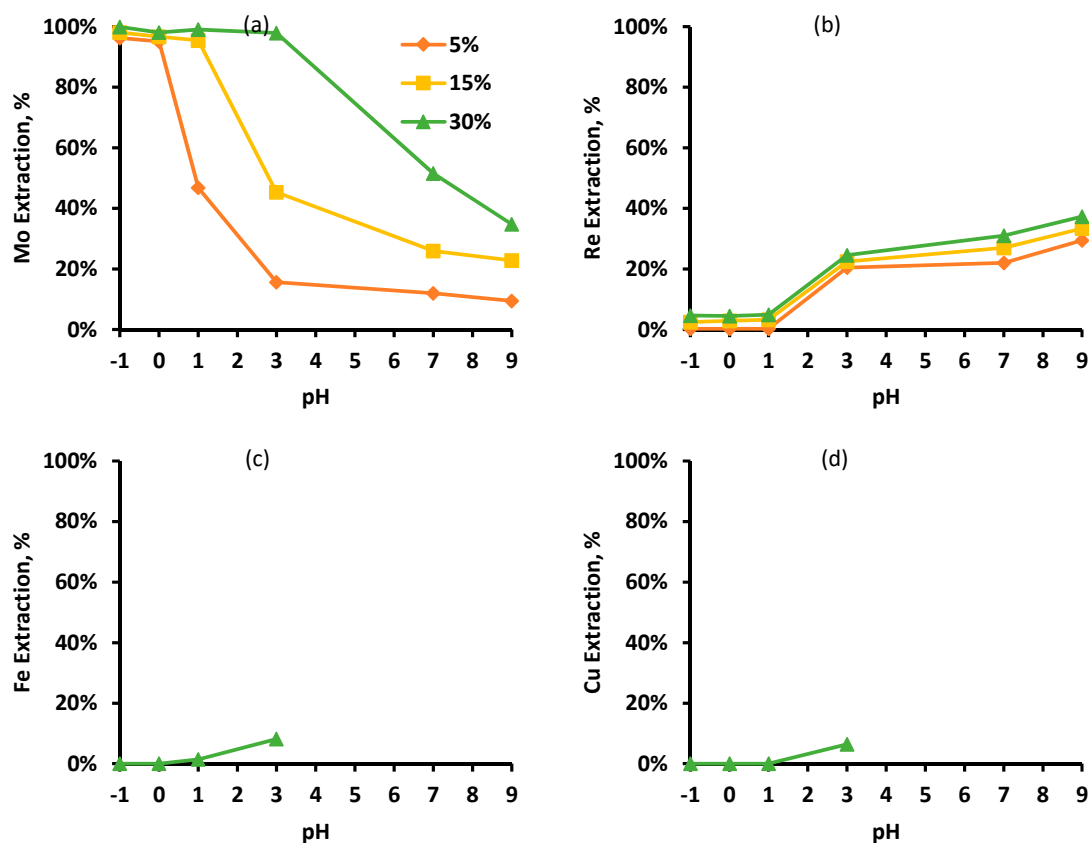 (a)
Mo Extraction, %
100%
80%
60%
40%
20%
0%
-1 0 1 2 3 4 5 6 7 8 9
pH
5%
15%
30%
(b)
Re Extraction, %
100%
80%
60%
40%
20%
0%
-1 0 1 2 3 4 5 6 7 8 9
pH
(c)
Fe Extraction, %
100%
80%
60%
40%
20%
0%
-1 0 1 2 3 4 5 6 7 8 9
pH
(d)
Cu Extraction, %
100%
80%
60%
40%
20%
0%
-1 0 1 2 3 4 5 6 7 8 9
pH